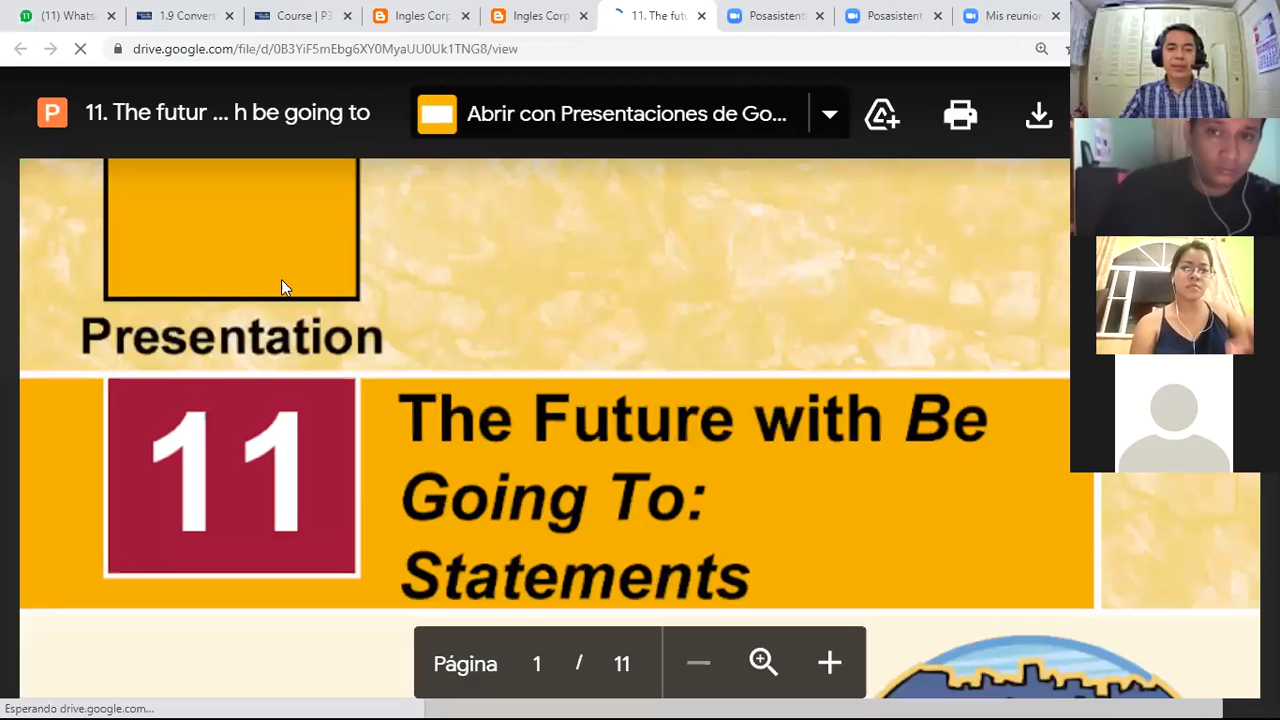 (11) Whats
1.9 Convers
Course | P3
Ingles Corp
Ingles Corp
11. The futu
Posasistent
Posasistent
Mis reunion
drive.google.com/file/d/0B3YiF5mEbg6XY0MyaUU0Uk1TNG8/view
11. The futur ... h be going to
Abrir con Presentaciones de Go...
Presentation
11
The Future with Be
Going To:
Statements
Página 1 / 11
Esperando drive.google.com...